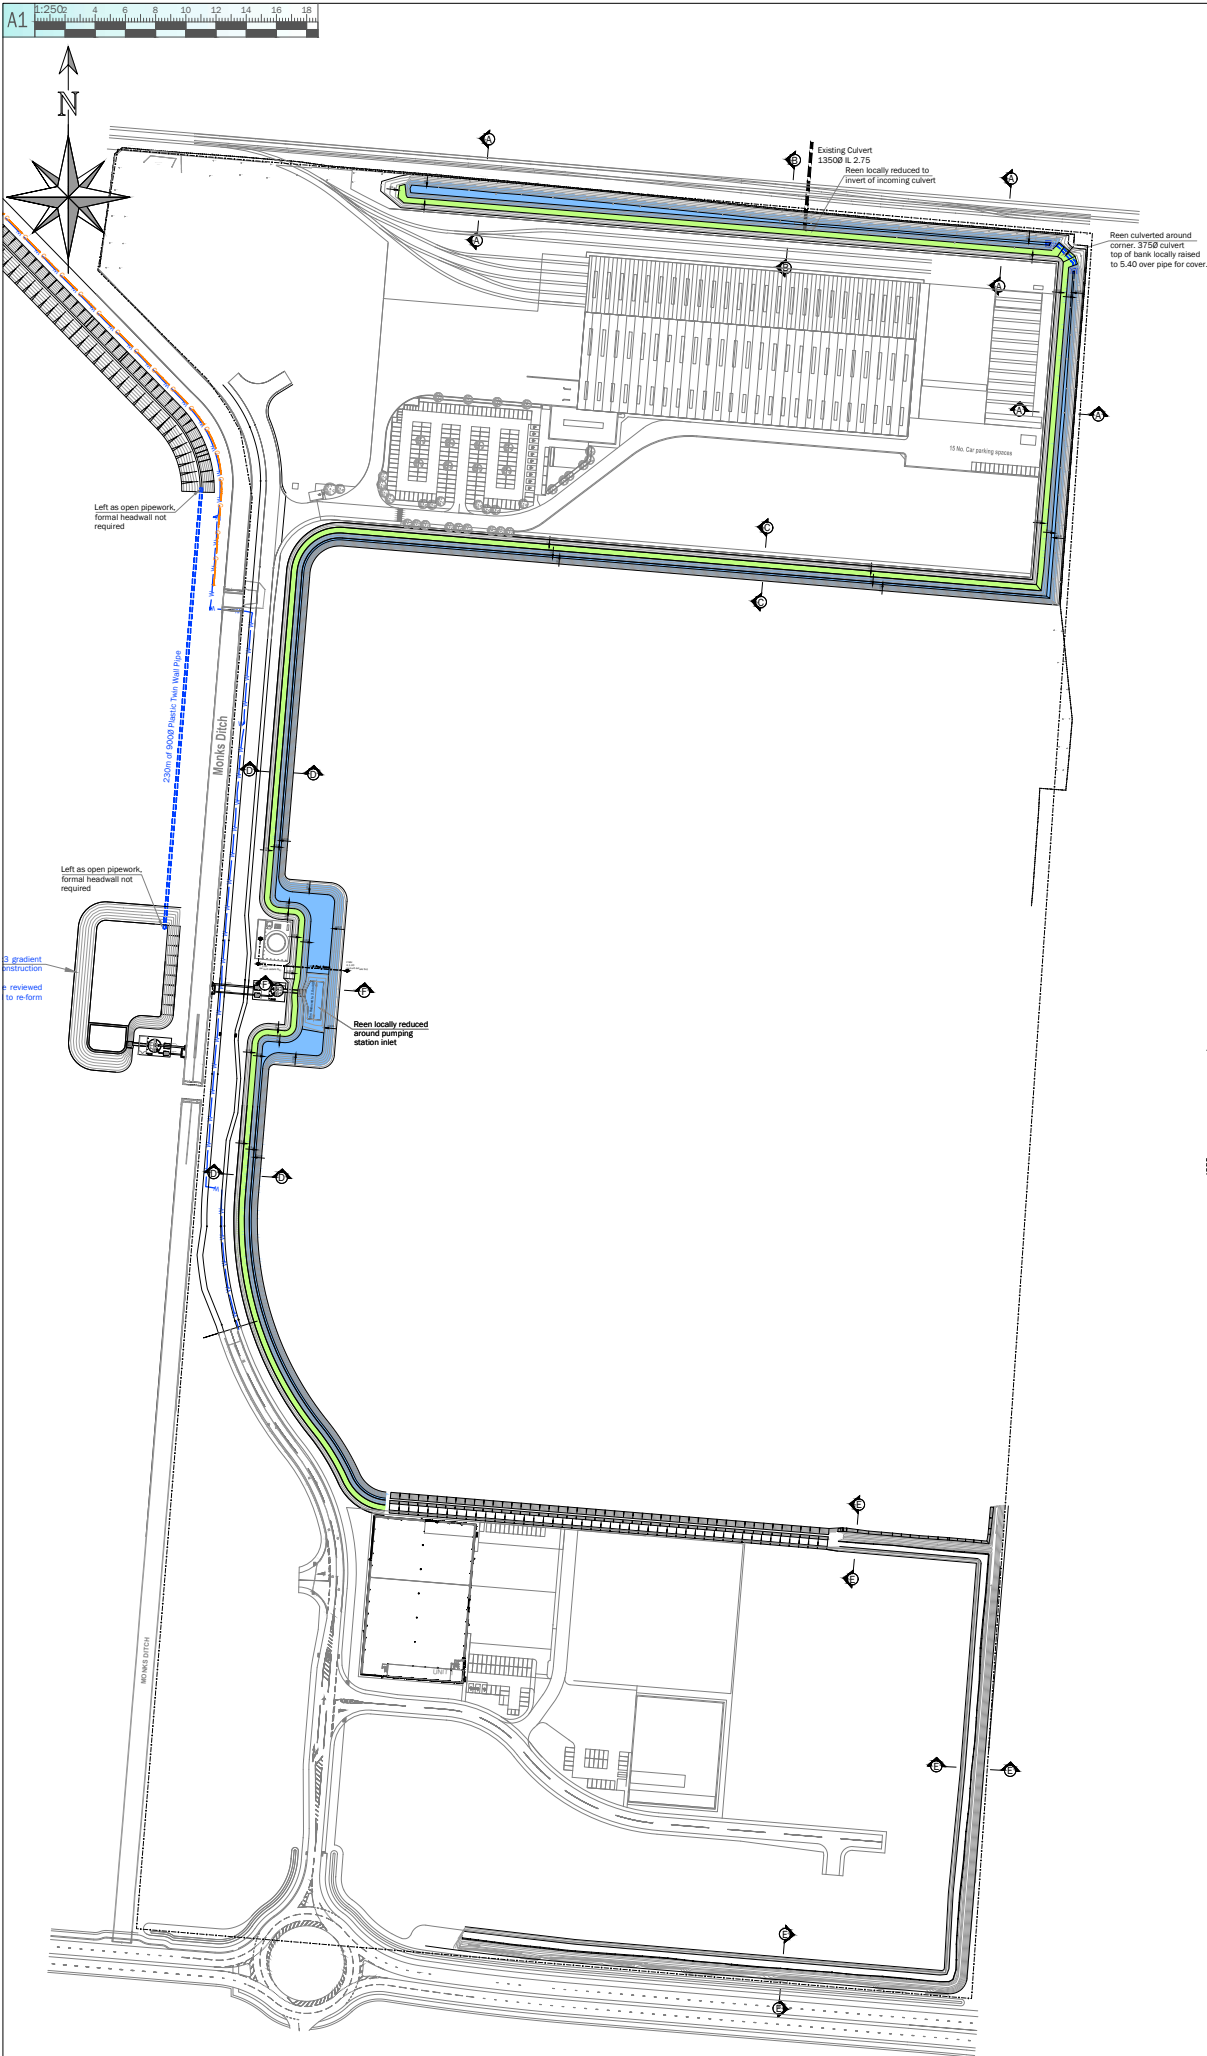 A1
1:250
2 4 6 8 10 12 14 16 18
N
A
B
A
Existing Culvert
1350Ø IL 2.75
Reen locally reduced to
invert of incoming culvert
Reen culverted around
corner. 3750 culvert
top of bank locally raised
to 5.40 over pipe for cover.
A
B
A
A
A
15 No. Car parking spaces
Left as open pipework,
formal headwall not
required
C
C
230m of 900Ø Plastic Twin Wall Pipe
Monks Ditch
D
D
Left as open pipework,
formal headwall not
required
3 gradient
onstruction
e reviewed
l to re-form
F
F
Reen locally reduced
around pumping
station inlet
D
D
E
E
MONKS DITCH
UNIT
E
E
E
E